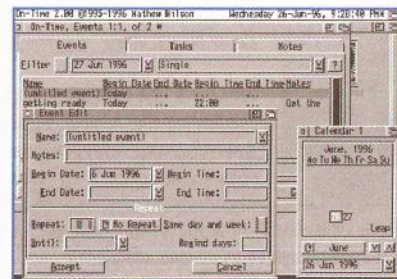 On-Time 2.00 ©1995-1996 Mathew Wilson Wednesday 26-Jun-96, 9:28:40 PM
On-Time, Events 1:1, of 2 #
Events Tasks Notes
Filter 27 Jun 1996 Single ?
Name Begin Date End Date Begin Time End Time Notes
(untitled event) Today ... ... ...
getting ready Today ... 22:00 ... Get the
Event Edit
Name: (untitled event)
Notes:
Begin Date: 6 Jun 1996 Begin Time:
End Date: End Time:
Repeat
Repeat: No Repeat Same day and week:
Until: Remind days:
Accept Cancel
Calendar 1
June, 1996
Mo Tu We Th Fr Sa Su
27
Leap
June
26 Jun 1996